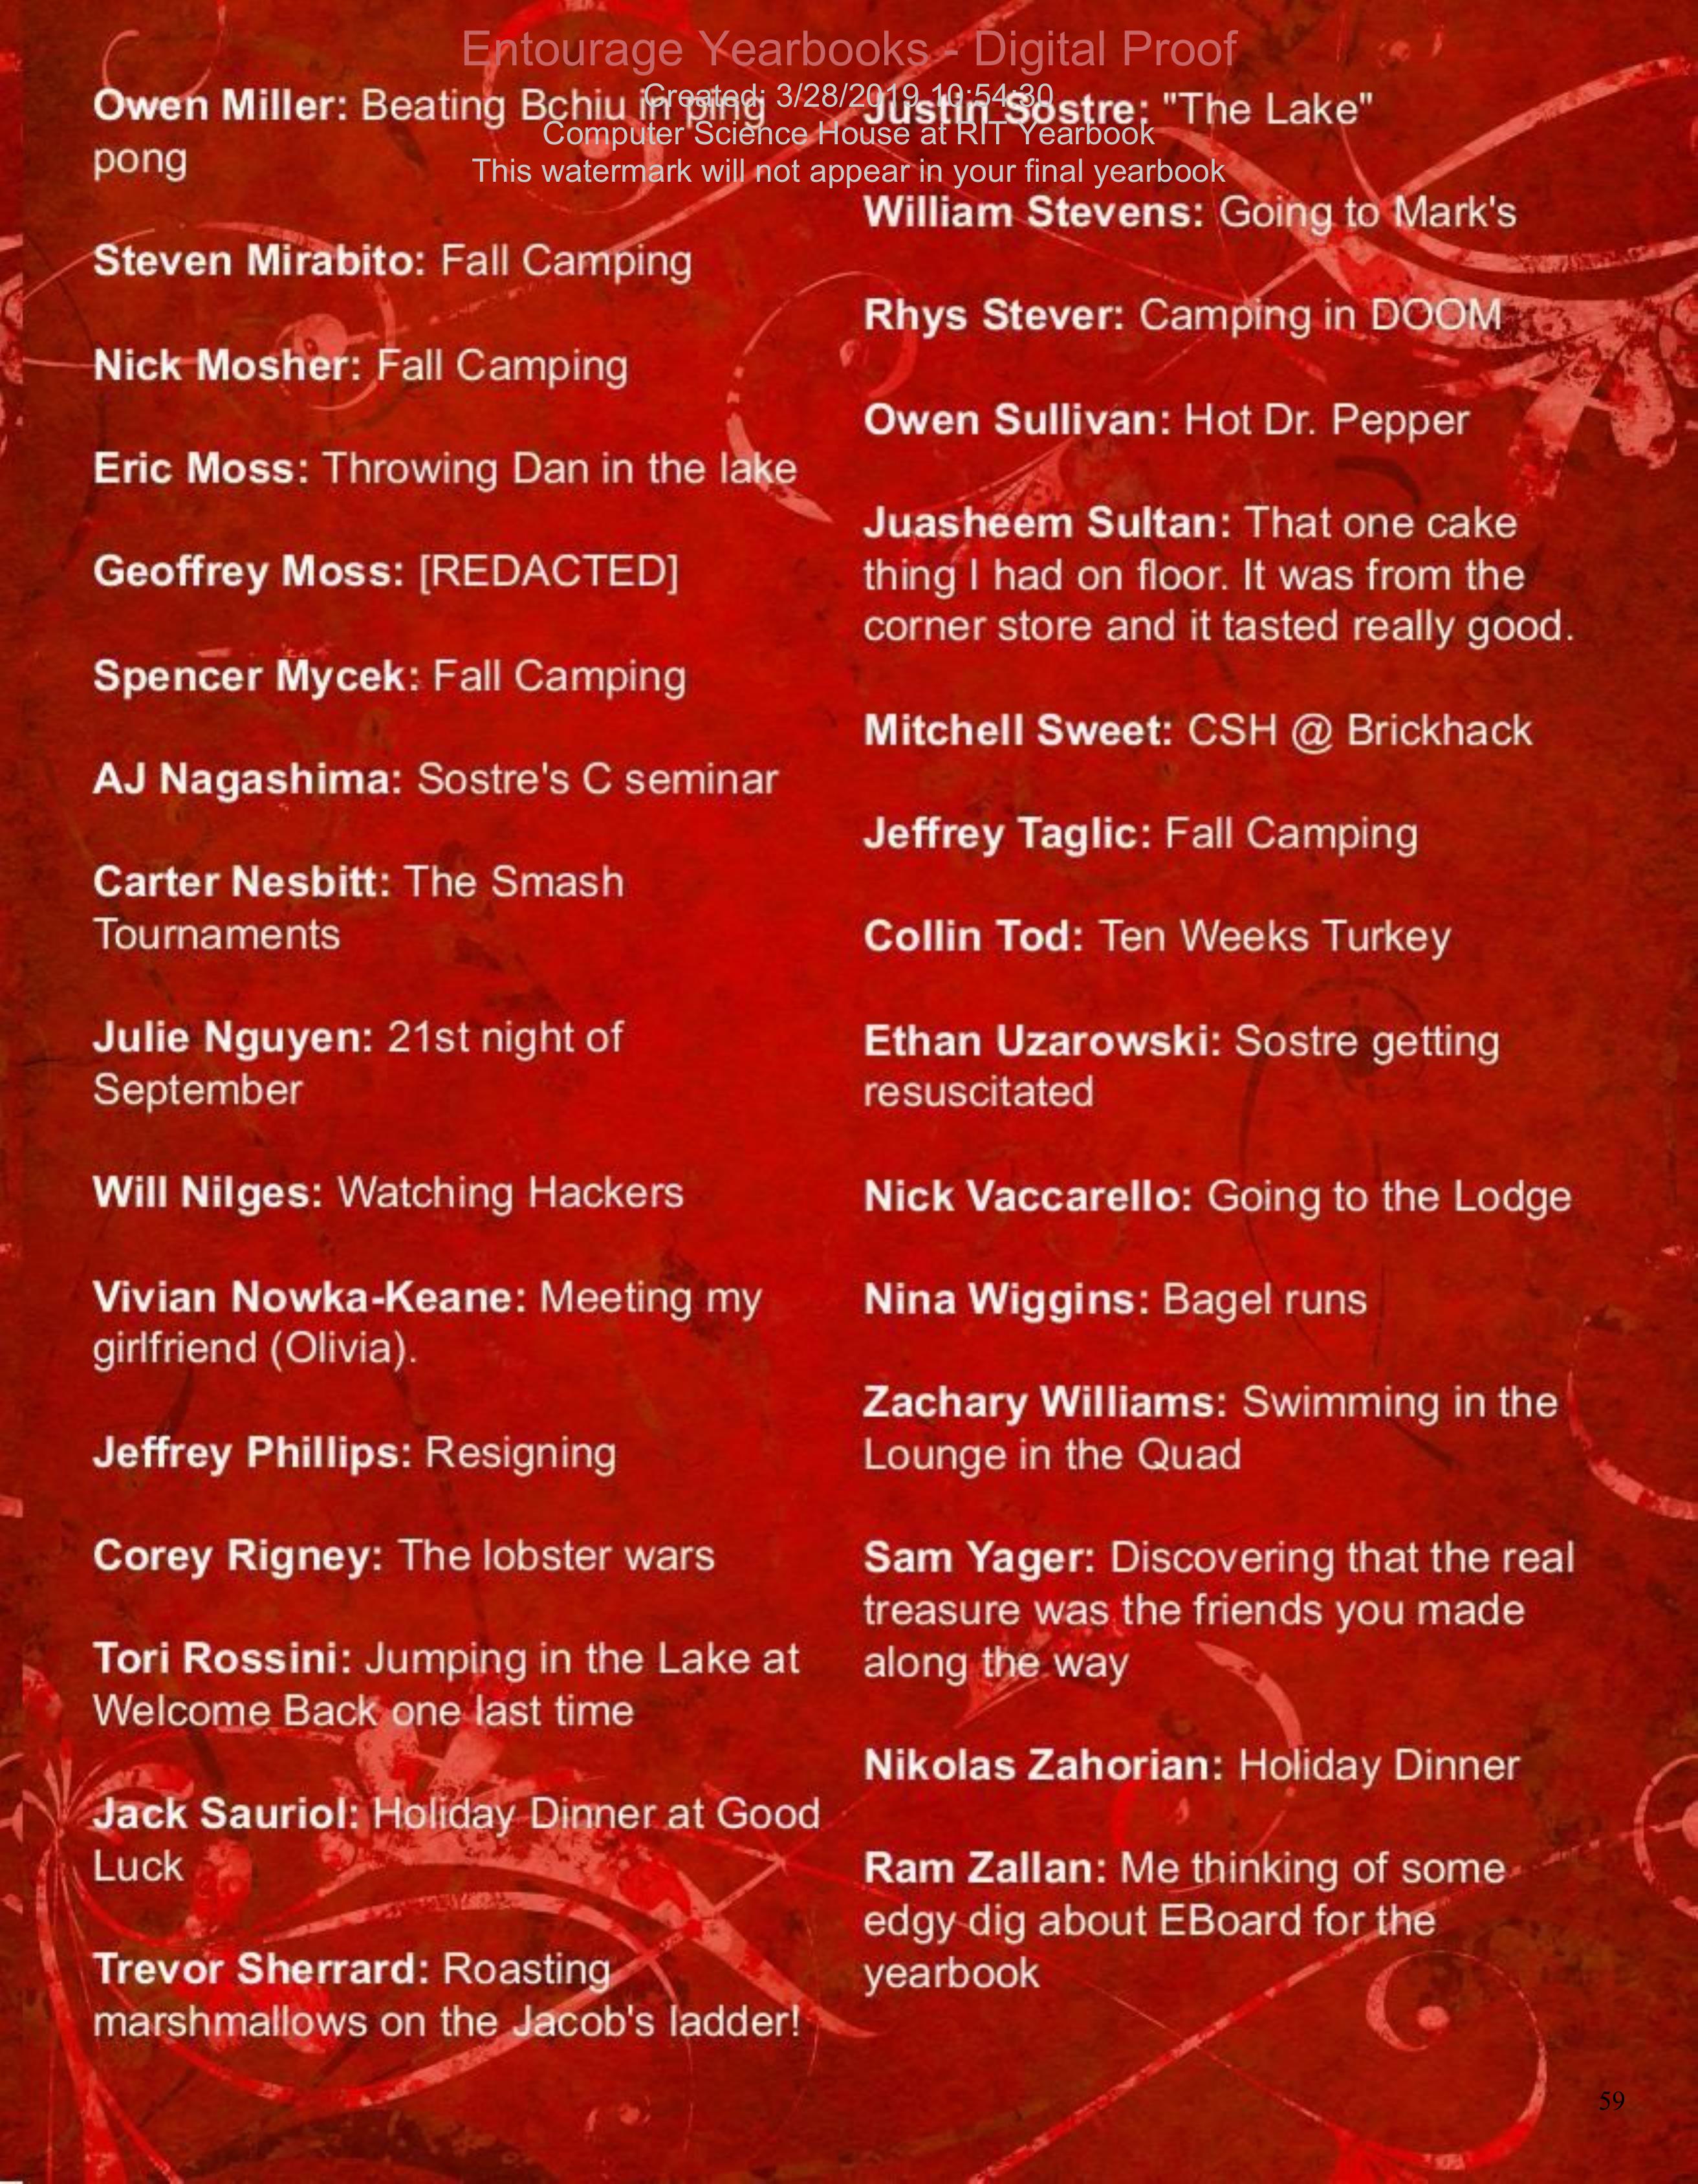 Entourage Yearbooks - Digital Proof
Created: 3/28/2019 10:54:30
Computer Science House at RIT Yearbook
This watermark will not appear in your final yearbook
Owen Miller: Beating Bchiu in ping
pong
Steven Mirabito: Fall Camping
Nick Mosher: Fall Camping
Eric Moss: Throwing Dan in the lake
Geoffrey Moss: [REDACTED]
Spencer Mycek: Fall Camping
AJ Nagashima: Sostre's C seminar
Carter Nesbitt: The Smash
Tournaments
Julie Nguyen: 21st night of
September
Will Nilges: Watching Hackers
Vivian Nowka-Keane: Meeting my
girlfriend (Olivia).
Jeffrey Phillips: Resigning
Corey Rigney: The lobster wars
Tori Rossini: Jumping in the Lake at
Welcome Back one last time
Jack Sauriol: Holiday Dinner at Good
Luck
Trevor Sherrard: Roasting
marshmallows on the Jacob's ladder!
Justin Sostre: "The Lake"
William Stevens: Going to Mark's
Rhys Stever: Camping in DOOM
Owen Sullivan: Hot Dr. Pepper
Juasheem Sultan: That one cake
thing I had on floor. It was from the
corner store and it tasted really good.
Mitchell Sweet: CSH @ Brickhack
Jeffrey Taglic: Fall Camping
Collin Tod: Ten Weeks Turkey
Ethan Uzarowski: Sostre getting
resuscitated
Nick Vaccarello: Going to the Lodge
Nina Wiggins: Bagel runs
Zachary Williams: Swimming in the
Lounge in the Quad
Sam Yager: Discovering that the real
treasure was the friends you made
along the way
Nikolas Zahorian: Holiday Dinner
Ram Zallan: Me thinking of some
edgy dig about EBoard for the
yearbook
59